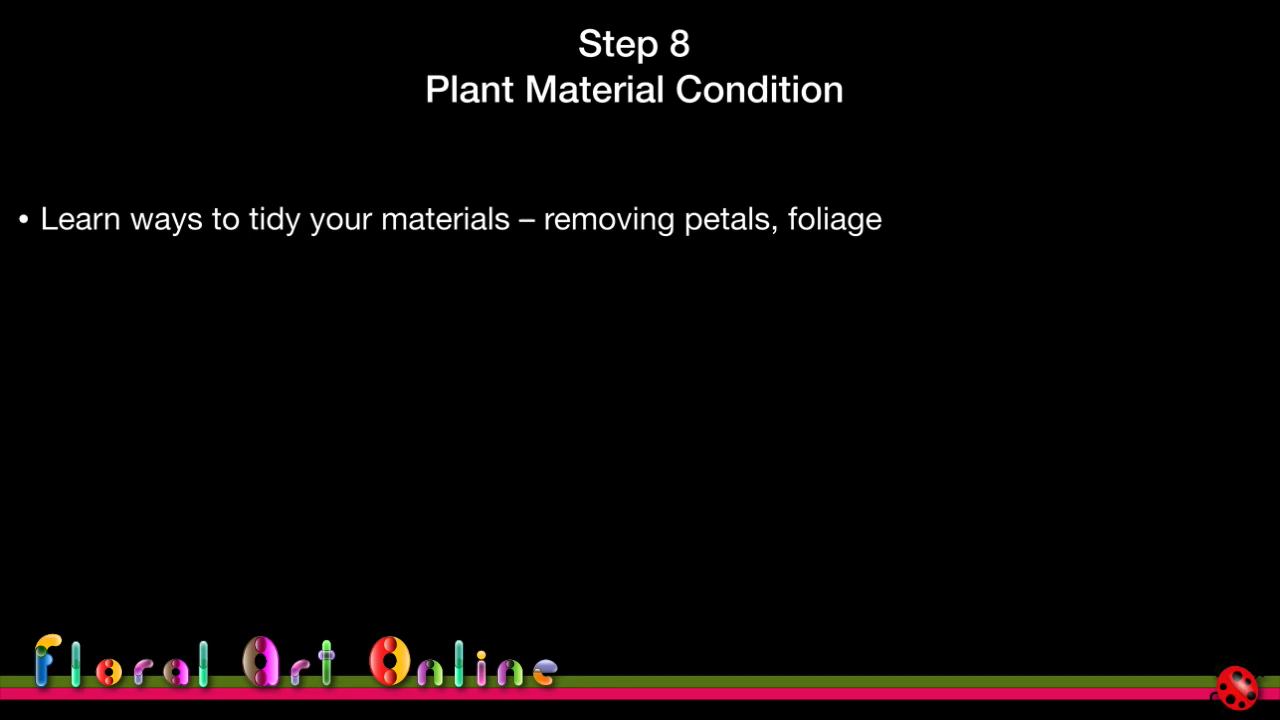 Step 8
Plant Material Condition
• Learn ways to tidy your materials – removing petals, foliage
Floral Art Online